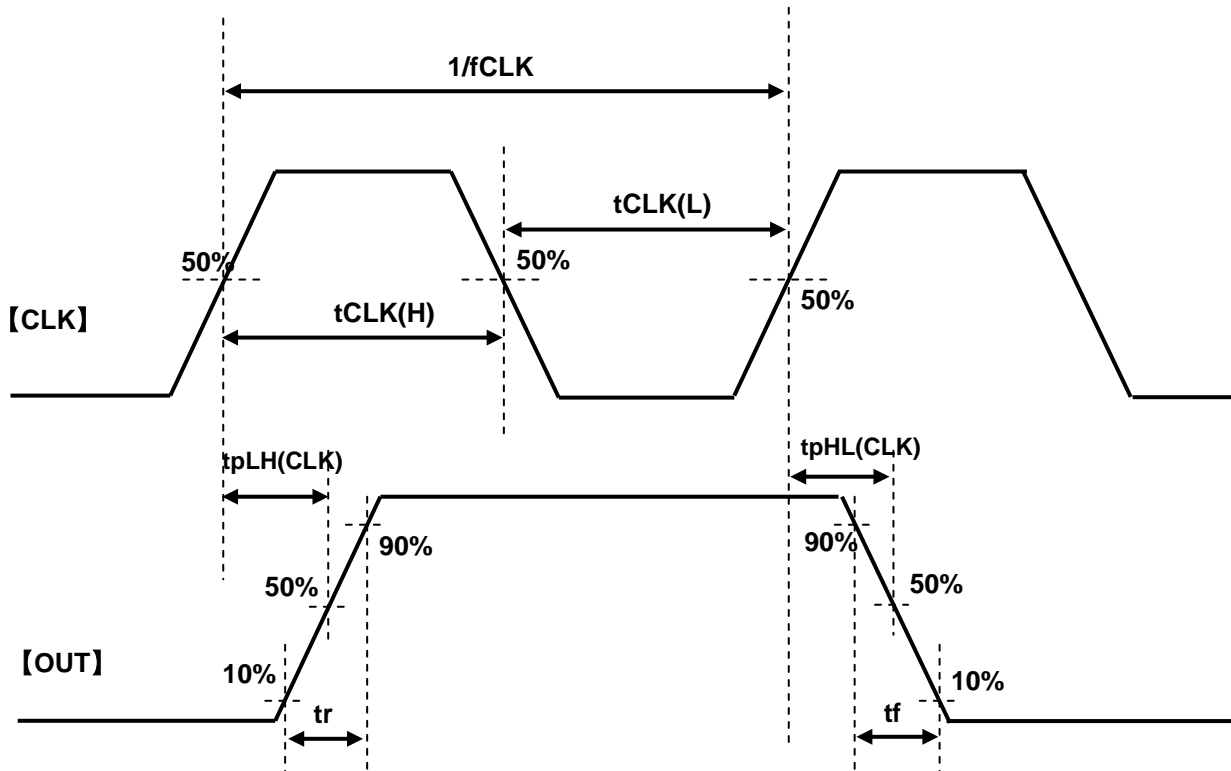 1/fCLK
tCLK(L)
50%
50%
50%
tCLK(H)
【CLK】
tpLH(CLK)
tpHL(CLK)
90%
90%
50%
50%
【OUT】
10%
10%
tr
tf